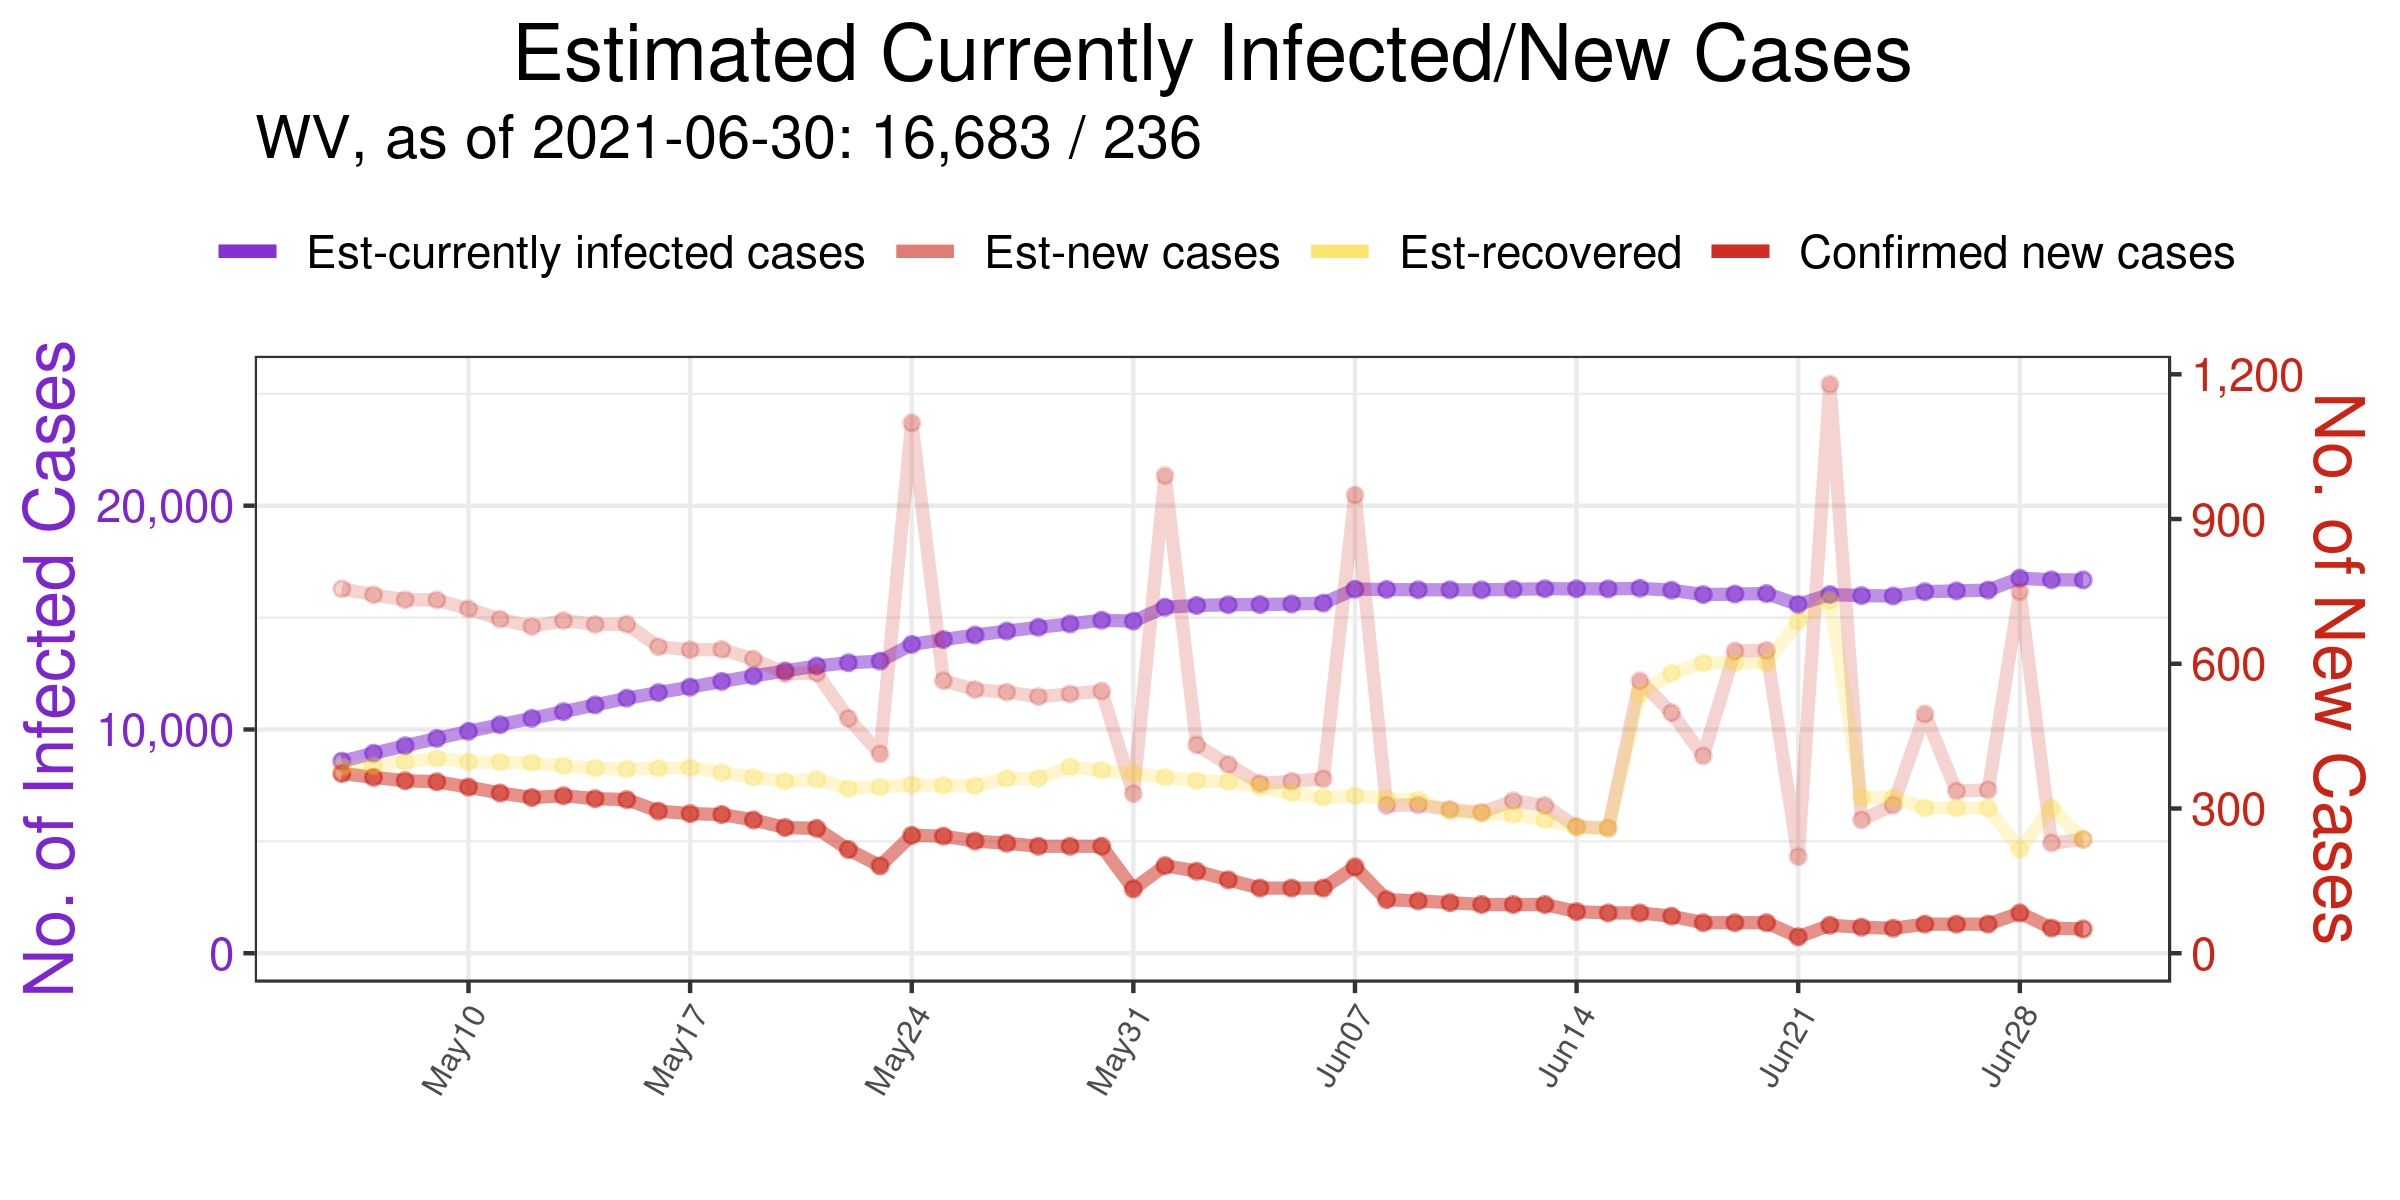 Estimated Currently Infected/New Cases
WV, as of 2021-06-30: 16,683 / 236
Est-currently infected cases Est-new cases Est-recovered Confirmed new cases
No. of Infected Cases
20,000
10,000
0
1,200
900
600
300
0
No. of New Cases
May10 May17 May24 May31 Jun07 Jun14 Jun21 Jun28